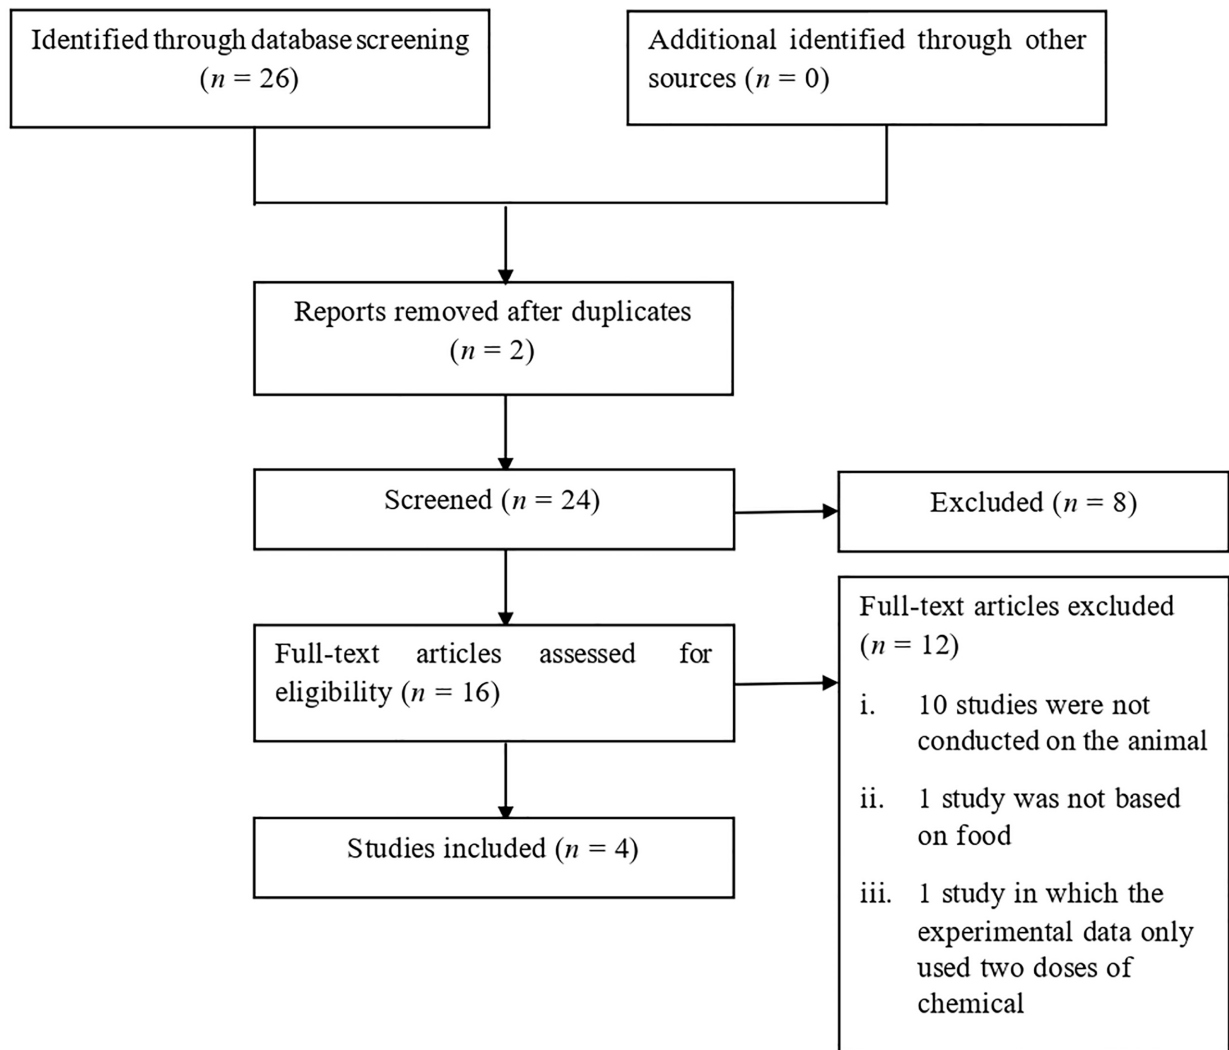 Identified through database screening
(n = 26)
Additional identified through other
sources (n = 0)
Reports removed after duplicates
(n = 2)
Screened (n = 24)
Excluded (n = 8)
Full-text articles assessed for
eligibility (n = 16)
Full-text articles excluded
(n = 12)
i. 10 studies were not
conducted on the animal
ii. 1 study was not based
on food
iii. 1 study in which the
experimental data only
used two doses of
chemical
Studies included (n = 4)